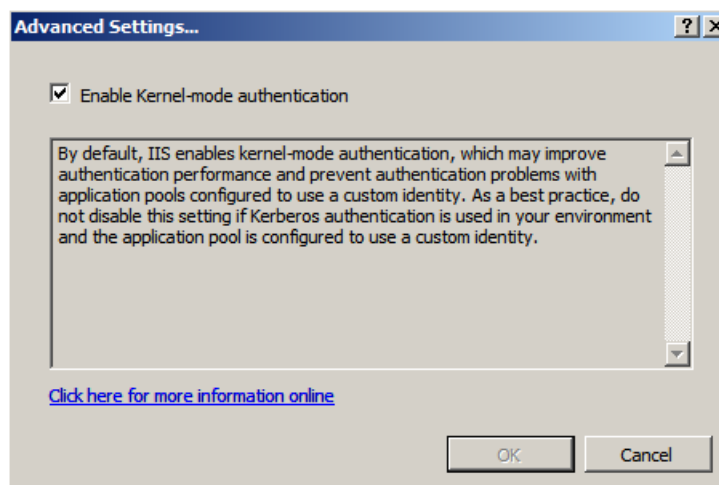 Advanced Settings...
Enable Kernel-mode authentication
By default, IIS enables kernel-mode authentication, which may improve
authentication performance and prevent authentication problems with
application pools configured to use a custom identity. As a best practice, do
not disable this setting if Kerberos authentication is used in your environment
and the application pool is configured to use a custom identity.
Click here for more information online
OK
Cancel